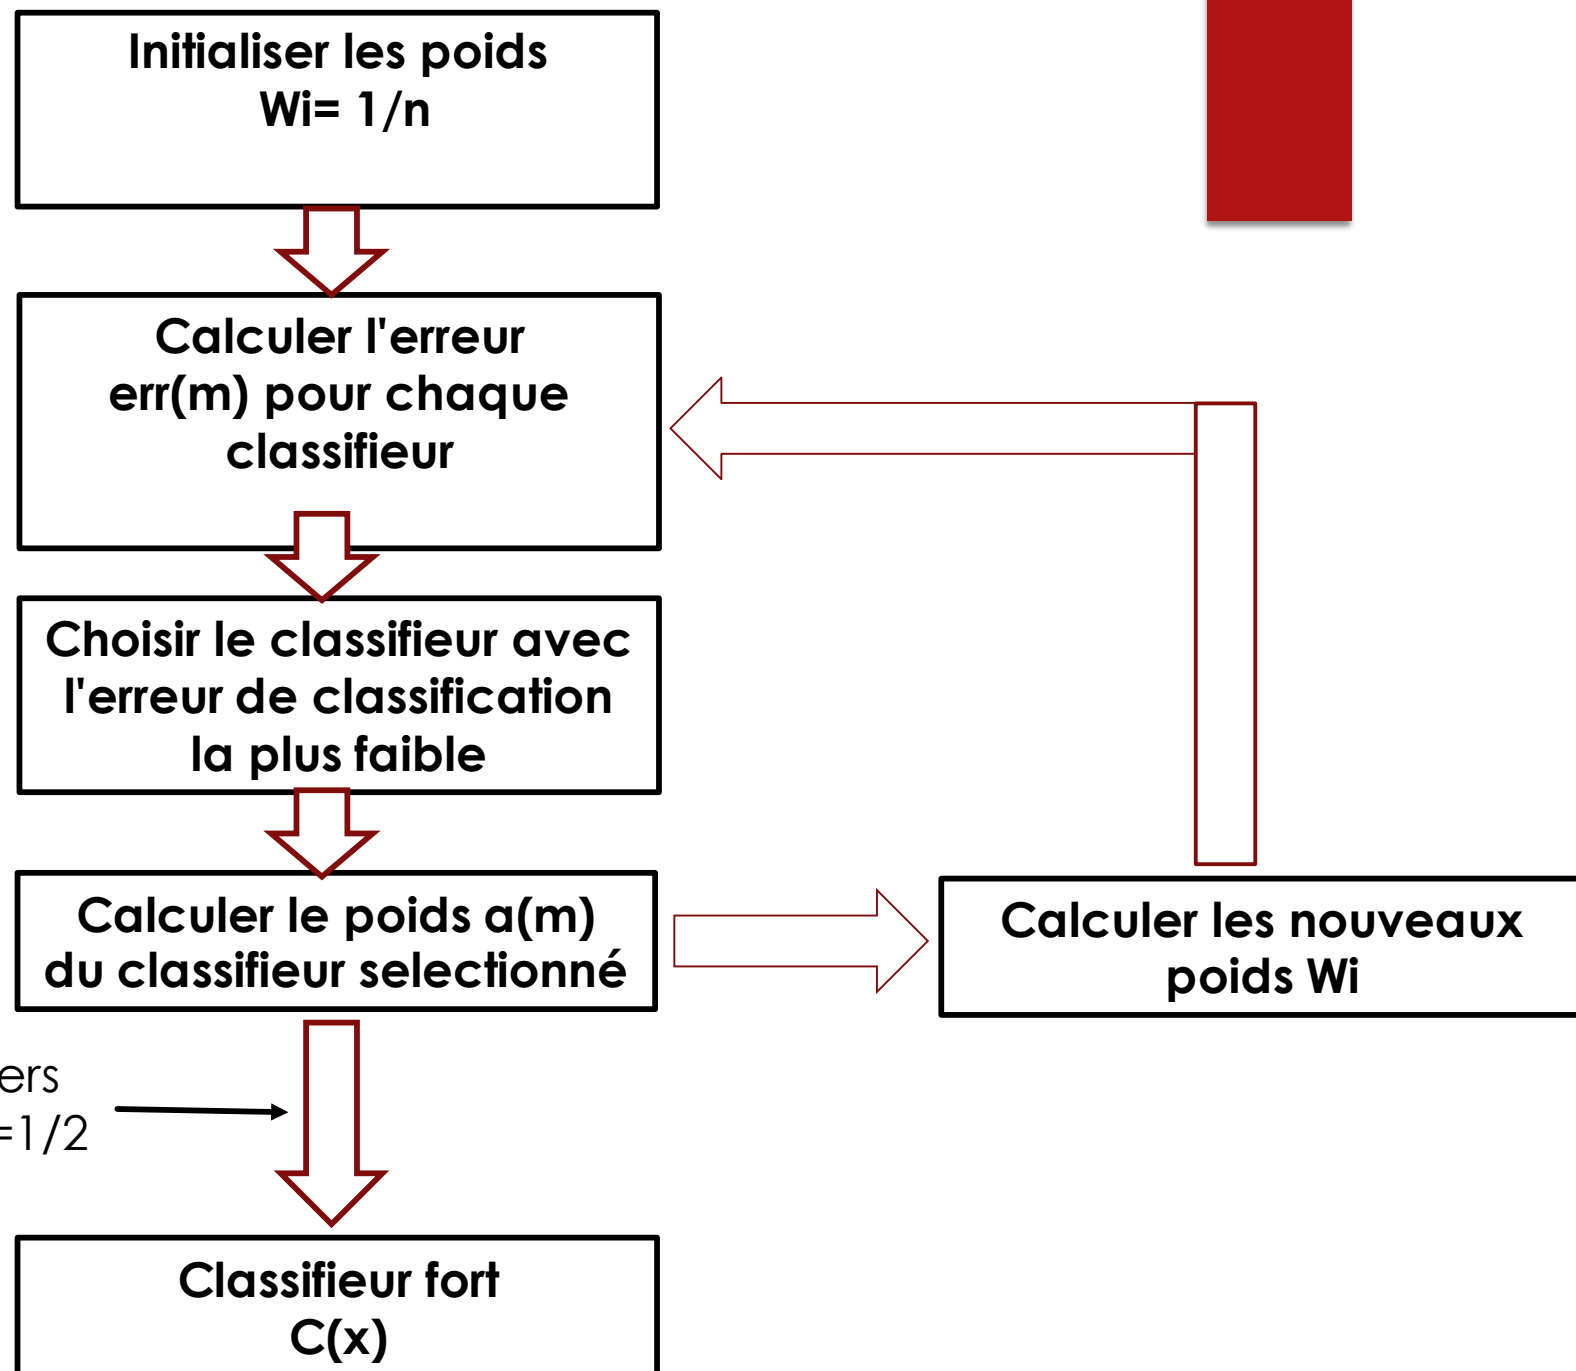 Initialiser les poids
Wi= 1/n
Calculer l'erreur
err(m) pour chaque
classifieur
Choisir le classifieur avec
l'erreur de classification
la plus faible
Calculer le poids a(m)
du classifieur selectionné
Calculer les nouveaux
poids Wi
ers
=1/2
Classifieur fort
C(x)